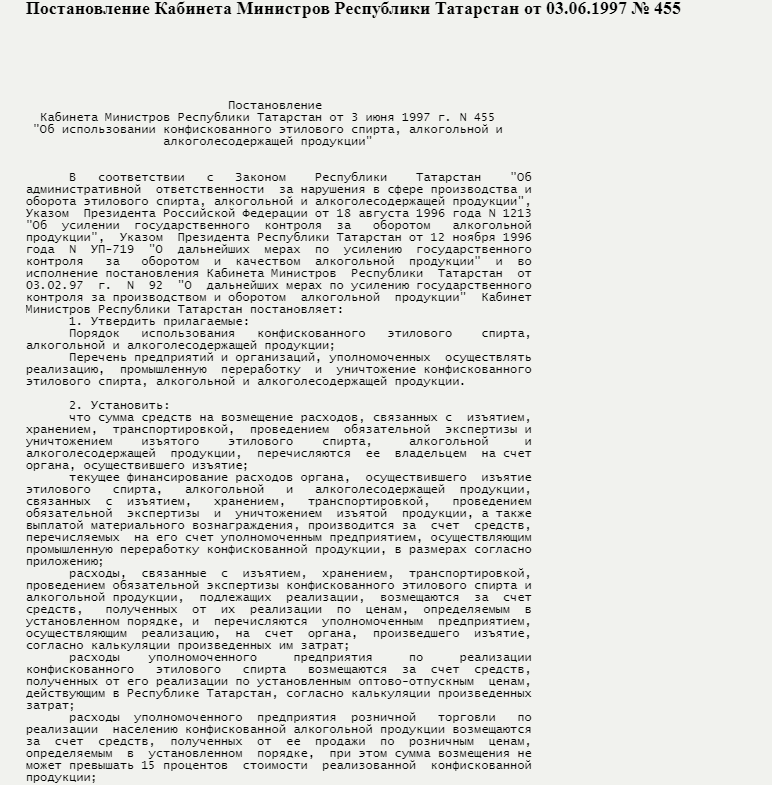 Постановление Кабинета Министров Республики Татарстан от 03.06.1997 № 455
Постановление
Кабинета Министров Республики Татарстан от 3 июня 1997 г. N 455
"Об использовании конфискованного этилового спирта, алкогольной и
алкоголесодержащей продукции"
В соответствии с Законом Республики Татарстан "Об
административной ответственности за нарушения в сфере производства и
оборота этилового спирта, алкогольной и алкоголесодержащей продукции",
Указом Президента Российской Федерации от 18 августа 1996 года N 1213
"Об усилении государственного контроля за оборотом алкогольной
продукции", Указом Президента Республики Татарстан от 12 ноября 1996
года N УП-719 "О дальнейших мерах по усилению государственного
контроля за оборотом и качеством алкогольной продукции" и во
исполнение постановления Кабинета Министров Республики Татарстан от
03.02.97 г. N 92 "О дальнейших мерах по усилению государственного
контроля за производством и оборотом алкогольной продукции" Кабинет
Министров Республики Татарстан постановляет:
1. Утвердить прилагаемые:
Порядок использования конфискованного этилового спирта,
алкогольной и алкоголесодержащей продукции;
Перечень предприятий и организаций, уполномоченных осуществлять
реализацию, промышленную переработку и уничтожение конфискованного
этилового спирта, алкогольной и алкоголесодержащей продукции.
2. Установить:
что сумма средств на возмещение расходов, связанных с изъятием,
хранением, транспортировкой, проведением обязательной экспертизы и
уничтожением изъятого этилового спирта, алкогольной и
алкоголесодержащей продукции, перечисляются ее владельцем на счет
органа, осуществившего изъятие;
текущее финансирование расходов органа, осуществившего изъятие
этилового спирта, алкогольной и алкоголесодержащей продукции,
связанных с изъятием, хранением, транспортировкой, проведением
обязательной экспертизы и уничтожением изъятой продукции, а также
выплатой материального вознаграждения, производится за счет средств,
перечисляемых на его счет уполномоченным предприятием, осуществляющим
промышленную переработку конфискованной продукции, в размерах согласно
приложению;
расходы, связанные с изъятием, хранением, транспортировкой,
проведением обязательной экспертизы конфискованного этилового спирта и
алкогольной продукции, подлежащих реализации, возмещаются за счет
средств, полученных от их реализации по ценам, определяемым в
установленном порядке, и перечисляются уполномоченным предприятием,
осуществляющим реализацию, на счет органа, произведшего изъятие,
согласно калькуляции произведенных им затрат;
расходы уполномоченного предприятия по реализации
конфискованного этилового спирта возмещаются за счет средств,
полученных от его реализации по установленным оптово-отпускным ценам,
действующим в Республике Татарстан, согласно калькуляции произведенных
затрат;
расходы уполномоченного предприятия розничной торговли по
реализации населению конфискованной алкогольной продукции возмещаются
за счет средств, полученных от ее продажи по розничным ценам,
определяемым в установленном порядке, при этом сумма возмещения не
может превышать 15 процентов стоимости реализованной конфискованной
продукции;